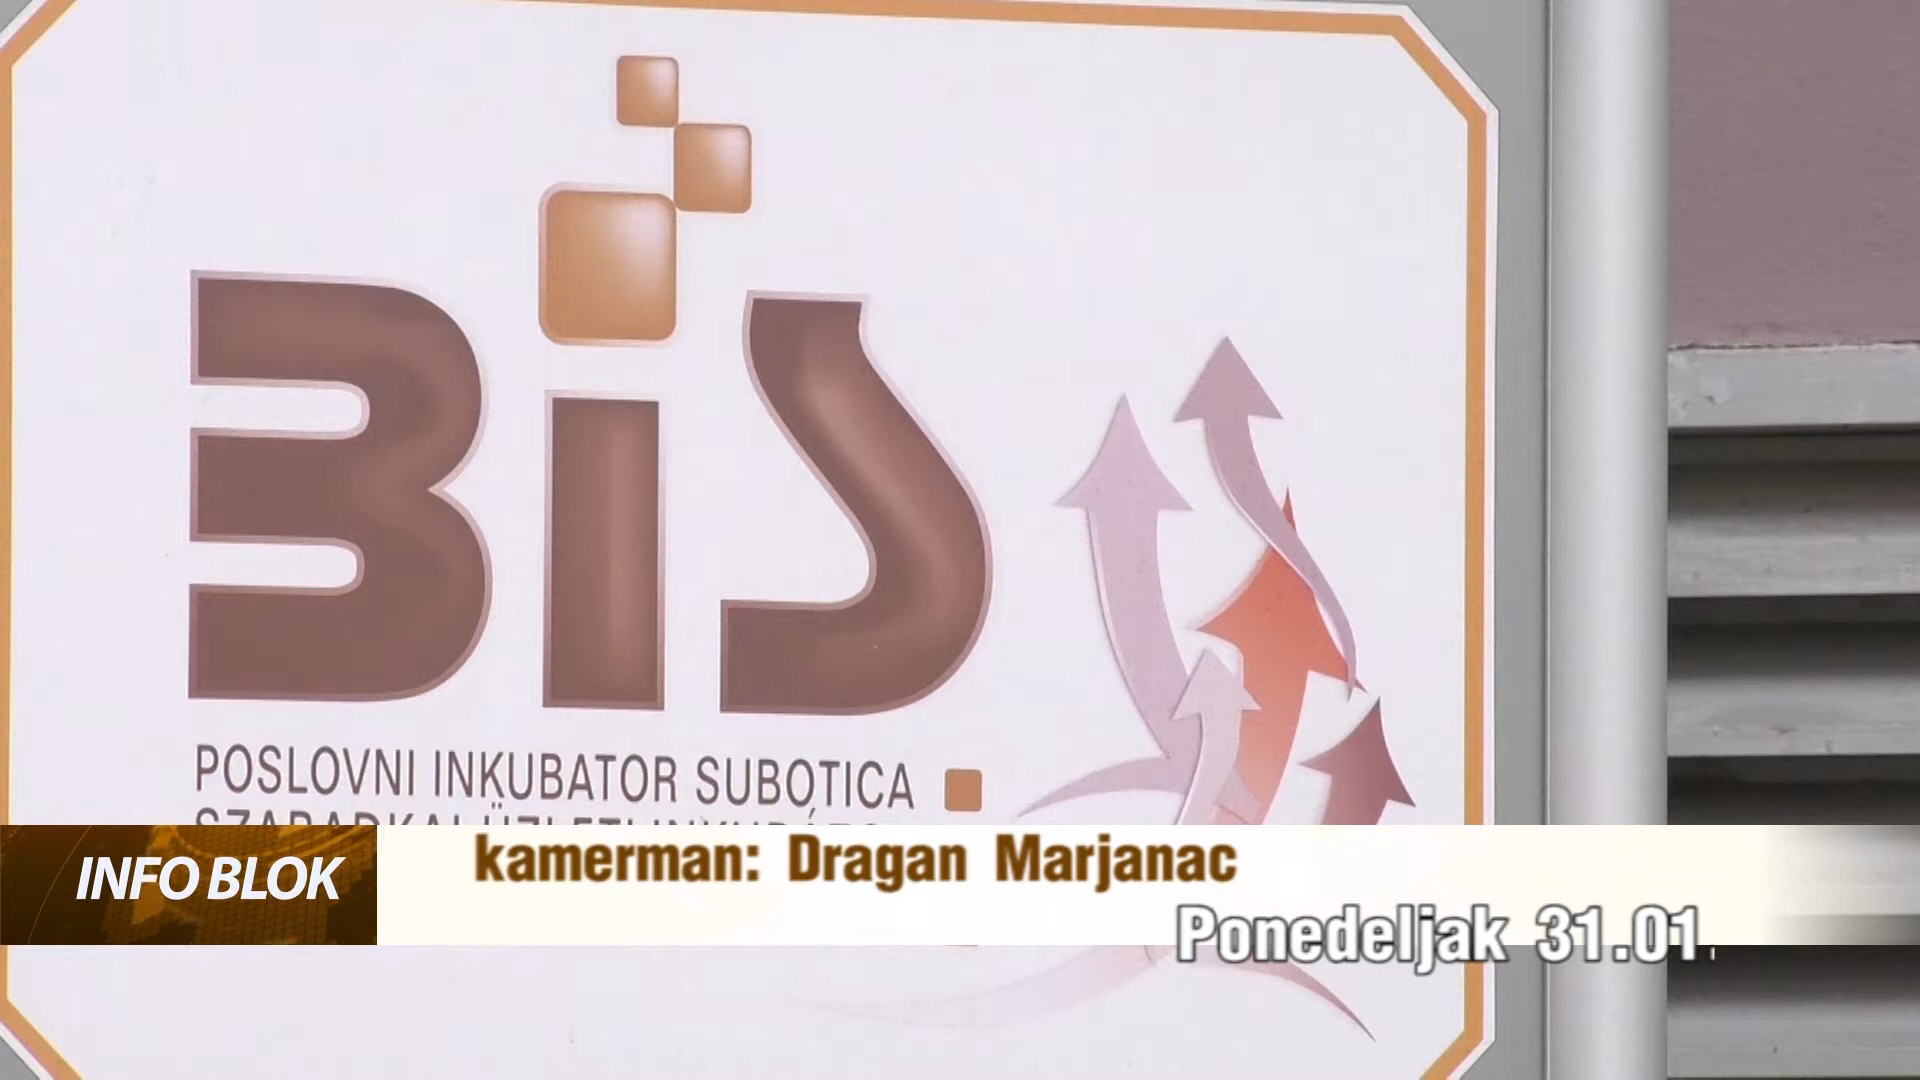 BiS
POSLOVNI INKUBATOR SUBOTICA
INFO BLOK
kamerman: Dragan Marjanac
Ponedeljak 31.01.